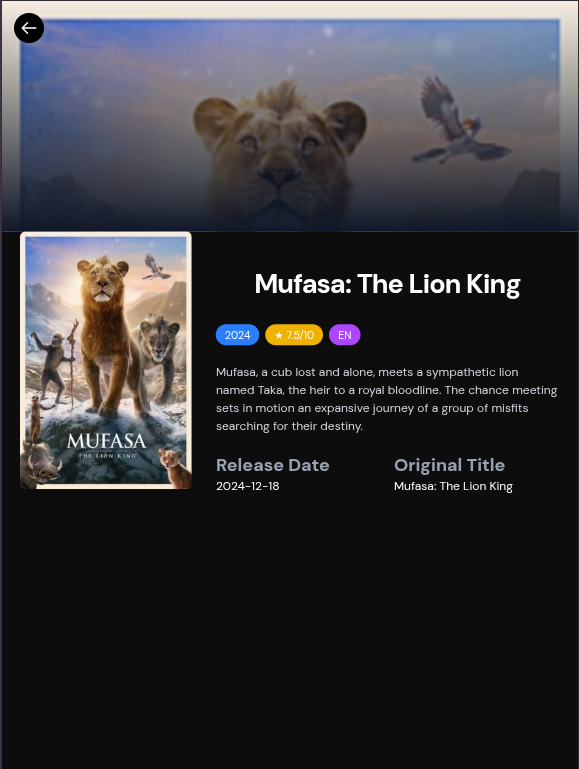 Mufasa: The Lion King
2024 ★ 7.5/10 EN
Mufasa, a cub lost and alone, meets a sympathetic lion
named Taka, the heir to a royal bloodline. The chance meeting
sets in motion an expansive journey of a group of misfits
searching for their destiny.
MUFASA
THE LION KING
Release Date Original Title
2024-12-18 Mufasa: The Lion King